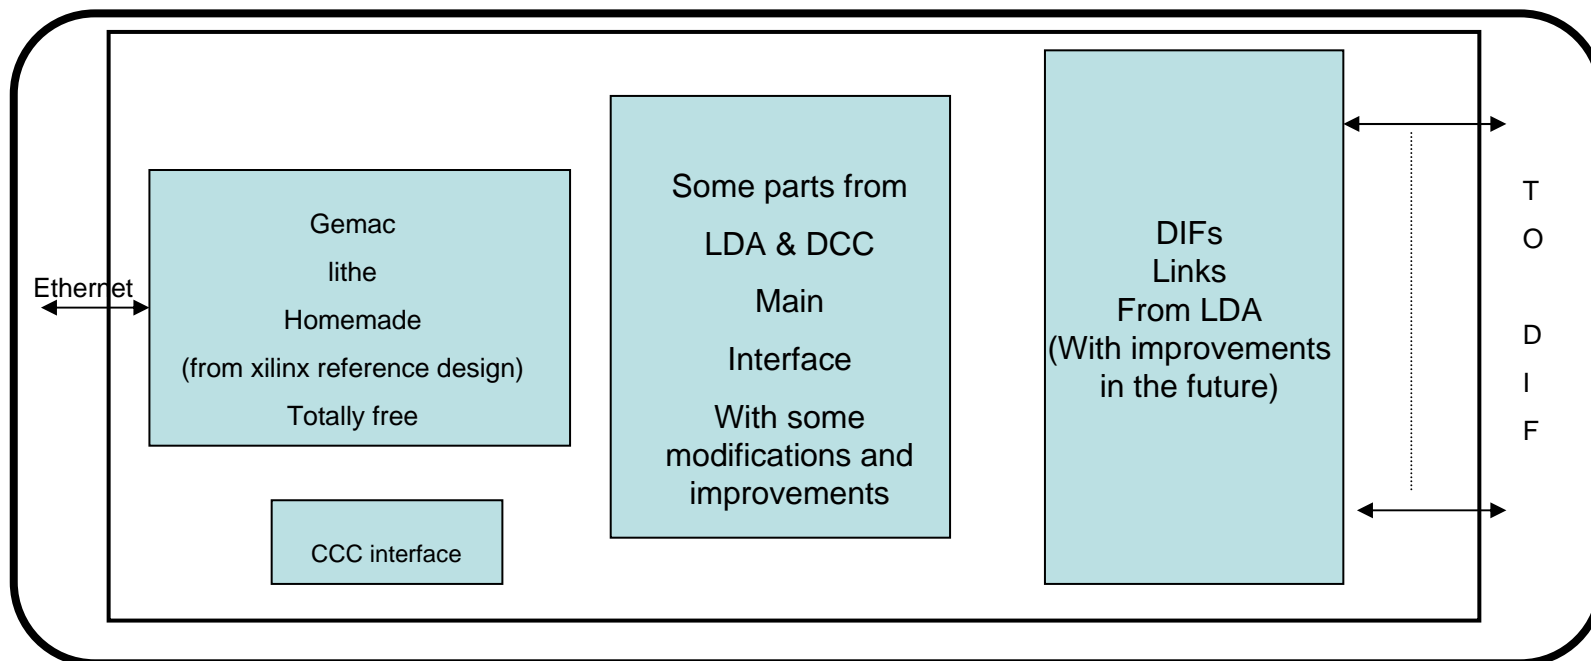 Ethernet
Gemac
lithe
Homemade
(from xilinx reference design)
Totally free
CCC interface
Some parts from
LDA & DCC
Main
Interface
With some
modifications and
improvements
DIFs
Links
From LDA
(With improvements
in the future)
T
O
D
I
F